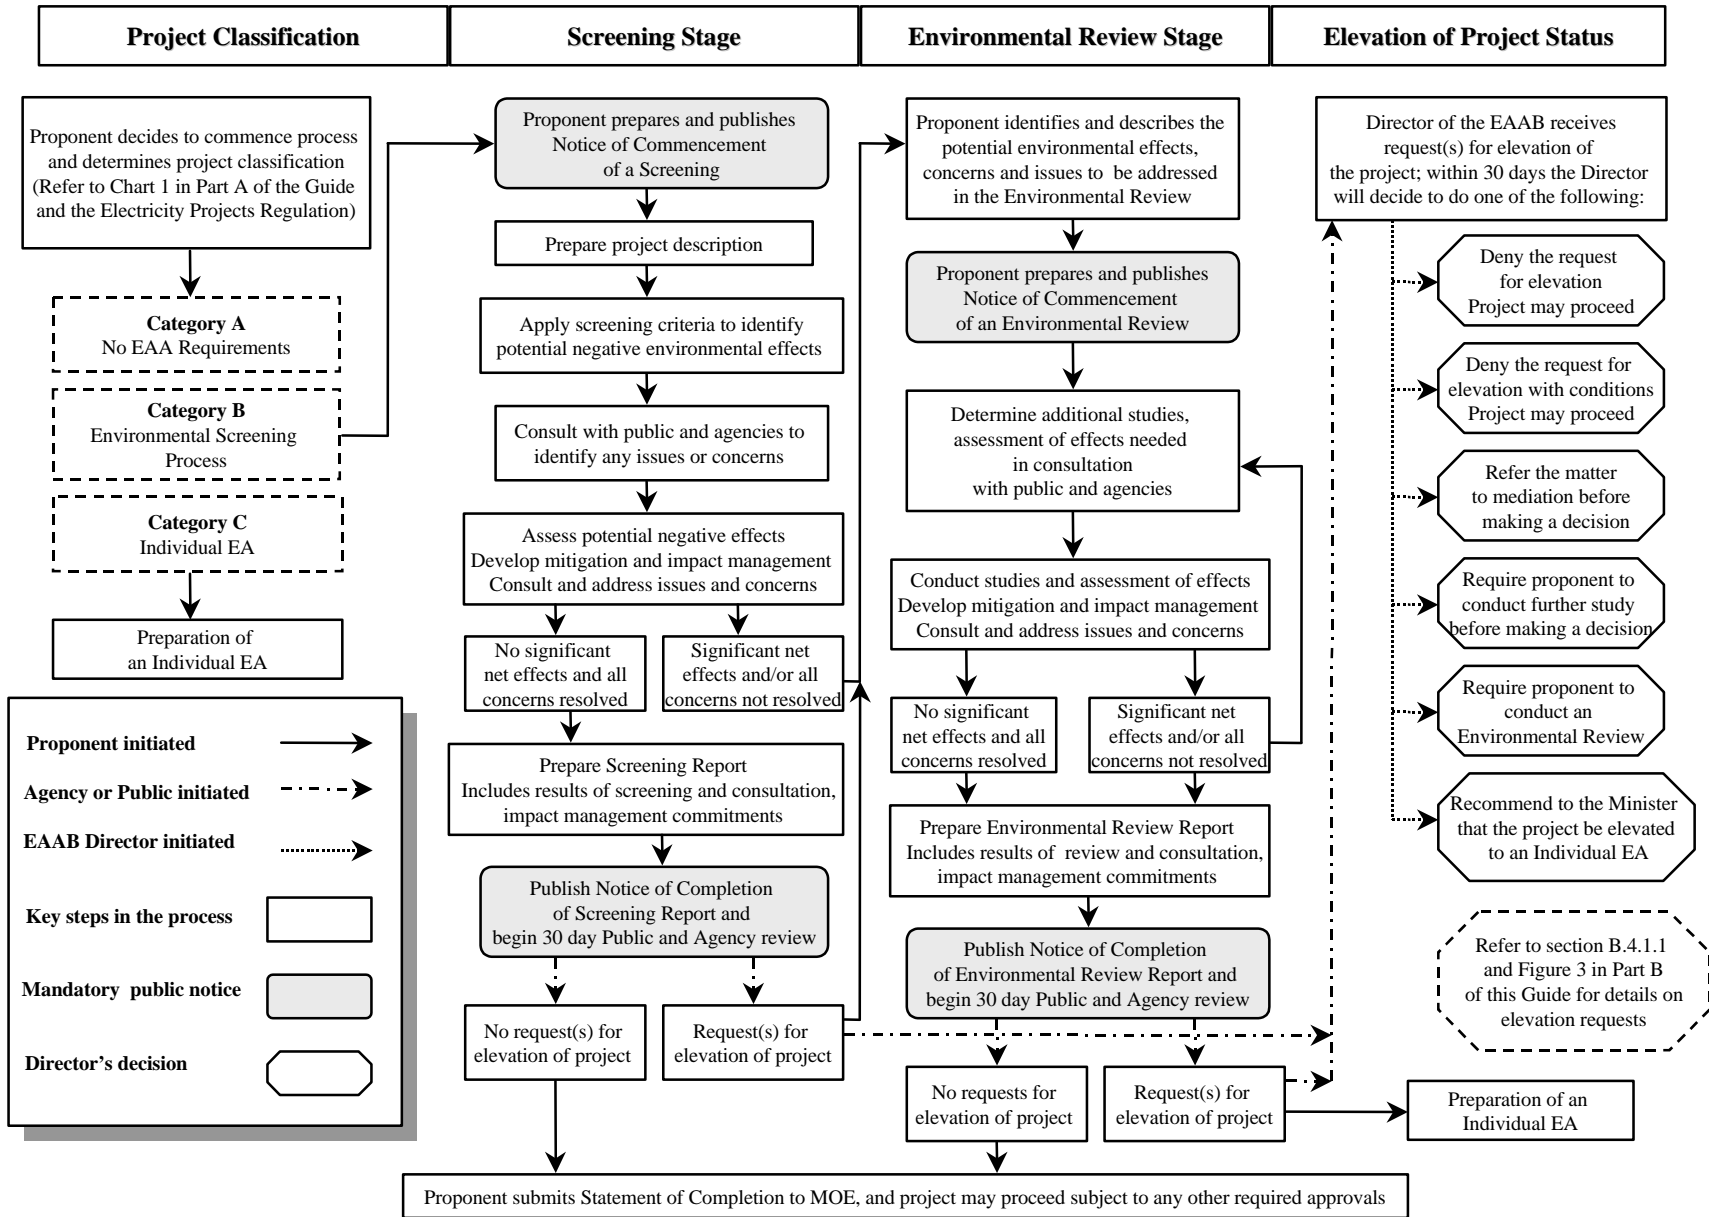 Project Classification
Screening Stage
Environmental Review Stage
Elevation of Project Status
Proponent decides to commence process
and determines project classification
(Refer to Chart 1 in Part A of the Guide
and the Electricity Projects Regulation)
Category A
No EAA Requirements
Category B
Environmental Screening
Process
Category C
Individual EA
Preparation of
an Individual EA
Proponent initiated
Agency or Public initiated
EAAB Director initiated
Key steps in the process
Mandatory public notice
Director's decision
Proponent prepares and publishes
Notice of Commencement
of a Screening
Prepare project description
Apply screening criteria to identify
potential negative environmental effects
Consult with public and agencies to
identify any issues or concerns
Assess potential negative effects
Develop mitigation and impact management
Consult and address issues and concerns
No significant
net effects and all
concerns resolved
Significant net
effects and/or all
concerns not resolved
Prepare Screening Report
Includes results of screening and consultation,
impact management commitments
Publish Notice of Completion
of Screening Report and
begin 30 day Public and Agency review
No request(s) for
elevation of project
Request(s) for
elevation of project
Proponent identifies and describes the
potential environmental effects,
concerns and issues to be addressed
in the Environmental Review
Proponent prepares and publishes
Notice of Commencement
of an Environmental Review
Determine additional studies,
assessment of effects needed
in consultation
with public and agencies
Conduct studies and assessment of effects
Develop mitigation and impact management
Consult and address issues and concerns
No significant
net effects and all
concerns resolved
Significant net
effects and/or all
concerns not resolved
Prepare Environmental Review Report
Includes results of review and consultation,
impact management commitments
Publish Notice of Completion
of Environmental Review Report and
begin 30 day Public and Agency review
No requests for
elevation of project
Request(s) for
elevation of project
Director of the EAAB receives
request(s) for elevation of
the project; within 30 days the Director
will decide to do one of the following:
Deny the request
for elevation
Project may proceed
Deny the request for
elevation with conditions
Project may proceed
Refer the matter
to mediation before
making a decision
Require proponent to
conduct further study
before making a decision
Require proponent to
conduct an
Environmental Review
Recommend to the Minister
that the project be elevated
to an Individual EA
Refer to section B.4.1.1
and Figure 3 in Part B
of this Guide for details on
elevation requests
Preparation of an
Individual EA
Proponent submits Statement of Completion to MOE, and project may proceed subject to any other required approvals